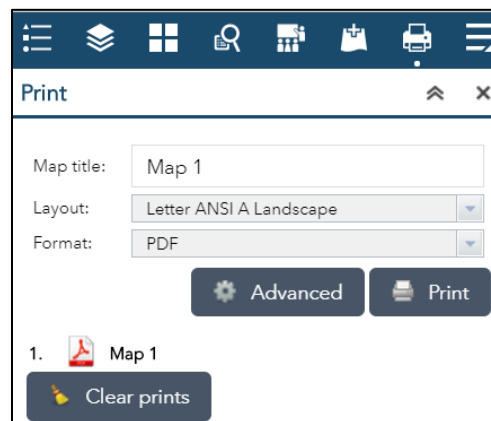 Print
Map title: Map 1
Layout: Letter ANSI A Landscape
Format: PDF
Advanced Print
1. Map 1
Clear prints